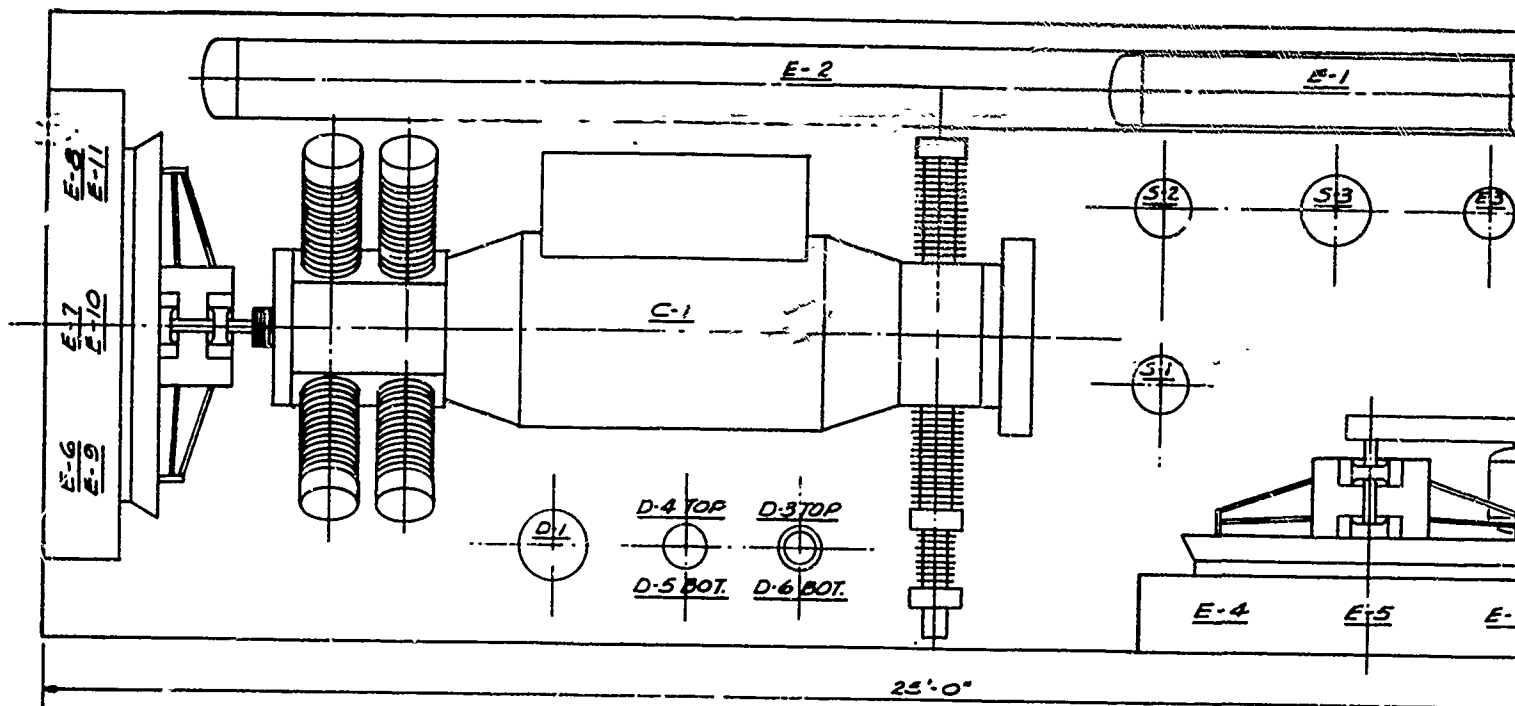 E-2
E-1
E-8
E-11
S-2
S-3
E-3
E-7
E-10
C-1
S-1
E-6
E-9
D-4 TOP
D-3 TOP
D-1
D-5 BOT.
D-6 BOT.
E-4
E-5
E-
25'-0"